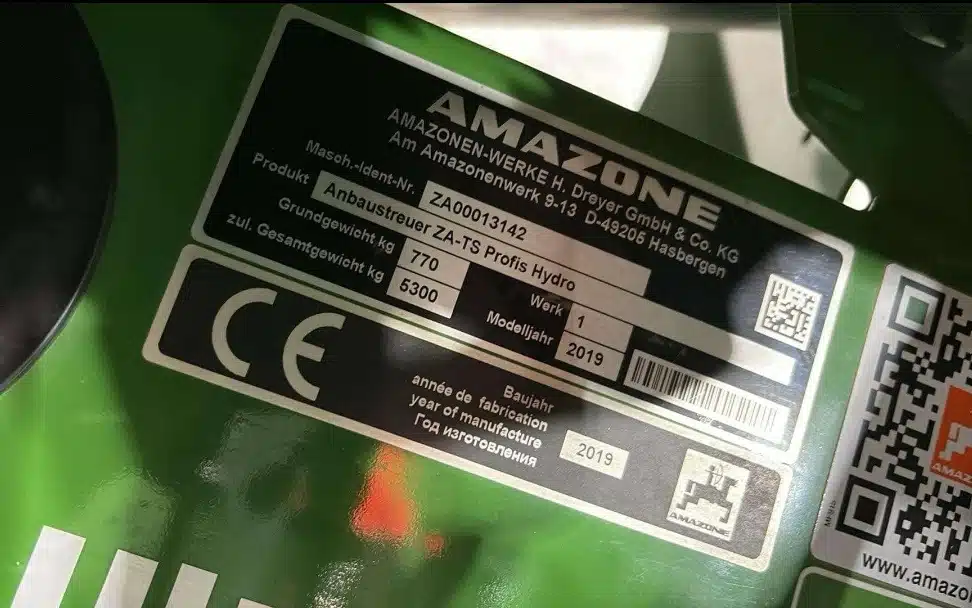 AMAZONE
AMAZONEN-WERKE H. Dreyer GmbH & Co. KG
Am Amazonenwerk 9-13 D-49205 Hasbergen
Masch.-Ident-Nr. ZA00013142
Produkt Anbaustreuer ZA-TS Profis Hydro
Grundgewicht kg 770
Werk 1
zul. Gesamtgewicht kg 5300
Modelljahr 2019
CE
Baujahr
année de fabrication
year of manufacture
Год изготовления
2019
AMAZONE
www.amazo